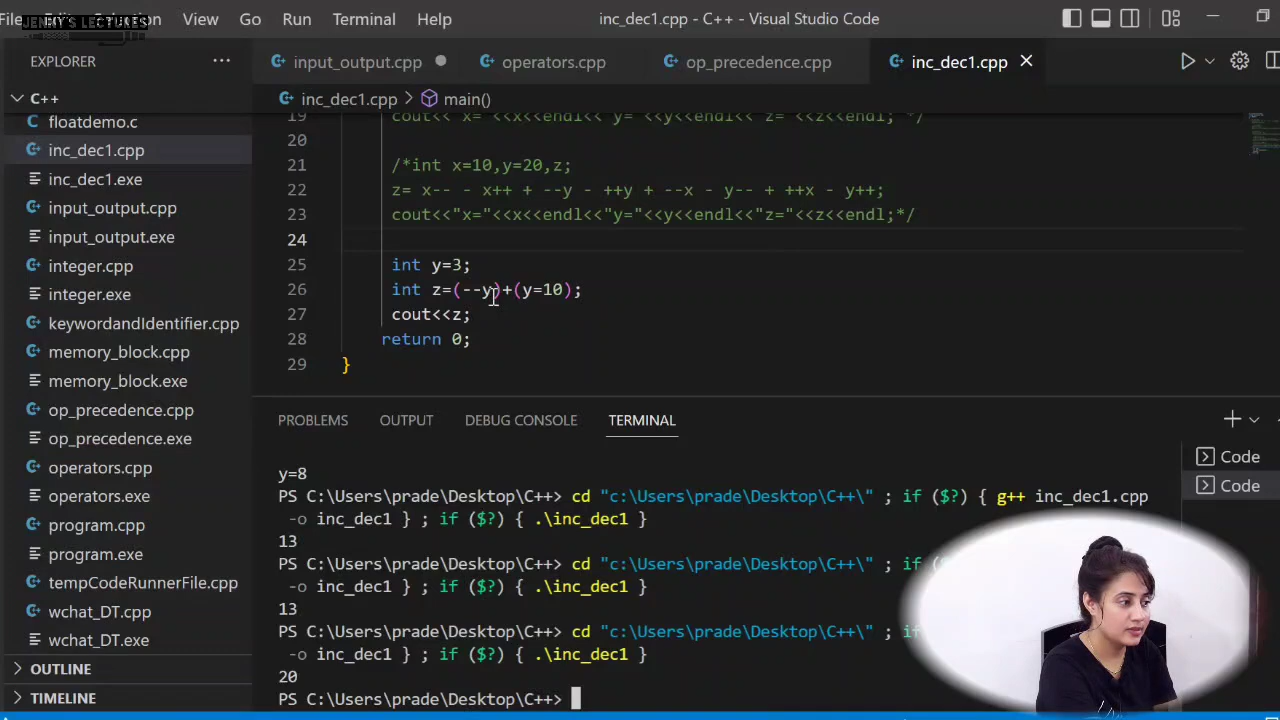 File Edit Selection View Go Run Terminal Help inc_dec1.cpp - C++ - Visual Studio Code
JENNY'S LECTURES
EXPLORER ...
input_output.cpp operators.cpp op_precedence.cpp inc_dec1.cpp
C++
inc_dec1.cpp > main()
floatdemo.c
inc_dec1.cpp
inc_dec1.exe
input_output.cpp
input_output.exe
integer.cpp
integer.exe
keywordandIdentifier.cpp
memory_block.cpp
memory_block.exe
op_precedence.cpp
op_precedence.exe
operators.cpp
operators.exe
program.cpp
program.exe
tempCodeRunnerFile.cpp
wchat_DT.cpp
wchat_DT.exe
OUTLINE
TIMELINE
19 cout<<"x="<<x<<endl<<"y="<<y<<endl<<"z="<<z<<endl; */
20
21 /*int x=10,y=20,z;
22 z= x-- - x++ + --y - ++y + --x - y-- + ++x - y++;
23 cout<<"x="<<x<<endl<<"y="<<y<<endl<<"z="<<z<<endl;*/
24
25 int y=3;
26 int z=(--y)+(y=10);
27 cout<<z;
28 return 0;
29 }
PROBLEMS OUTPUT DEBUG CONSOLE TERMINAL
Code
Code
y=8
PS C:\Users\prade\Desktop\C++> cd "c:\Users\prade\Desktop\C++\" ; if ($?) { g++ inc_dec1.cpp
-o inc_dec1 } ; if ($?) { .\inc_dec1 }
13
PS C:\Users\prade\Desktop\C++> cd "c:\Users\prade\Desktop\C++\" ; if ($
-o inc_dec1 } ; if ($?) { .\inc_dec1 }
13
PS C:\Users\prade\Desktop\C++> cd "c:\Users\prade\Desktop\C++\" ; if
-o inc_dec1 } ; if ($?) { .\inc_dec1 }
20
PS C:\Users\prade\Desktop\C++>